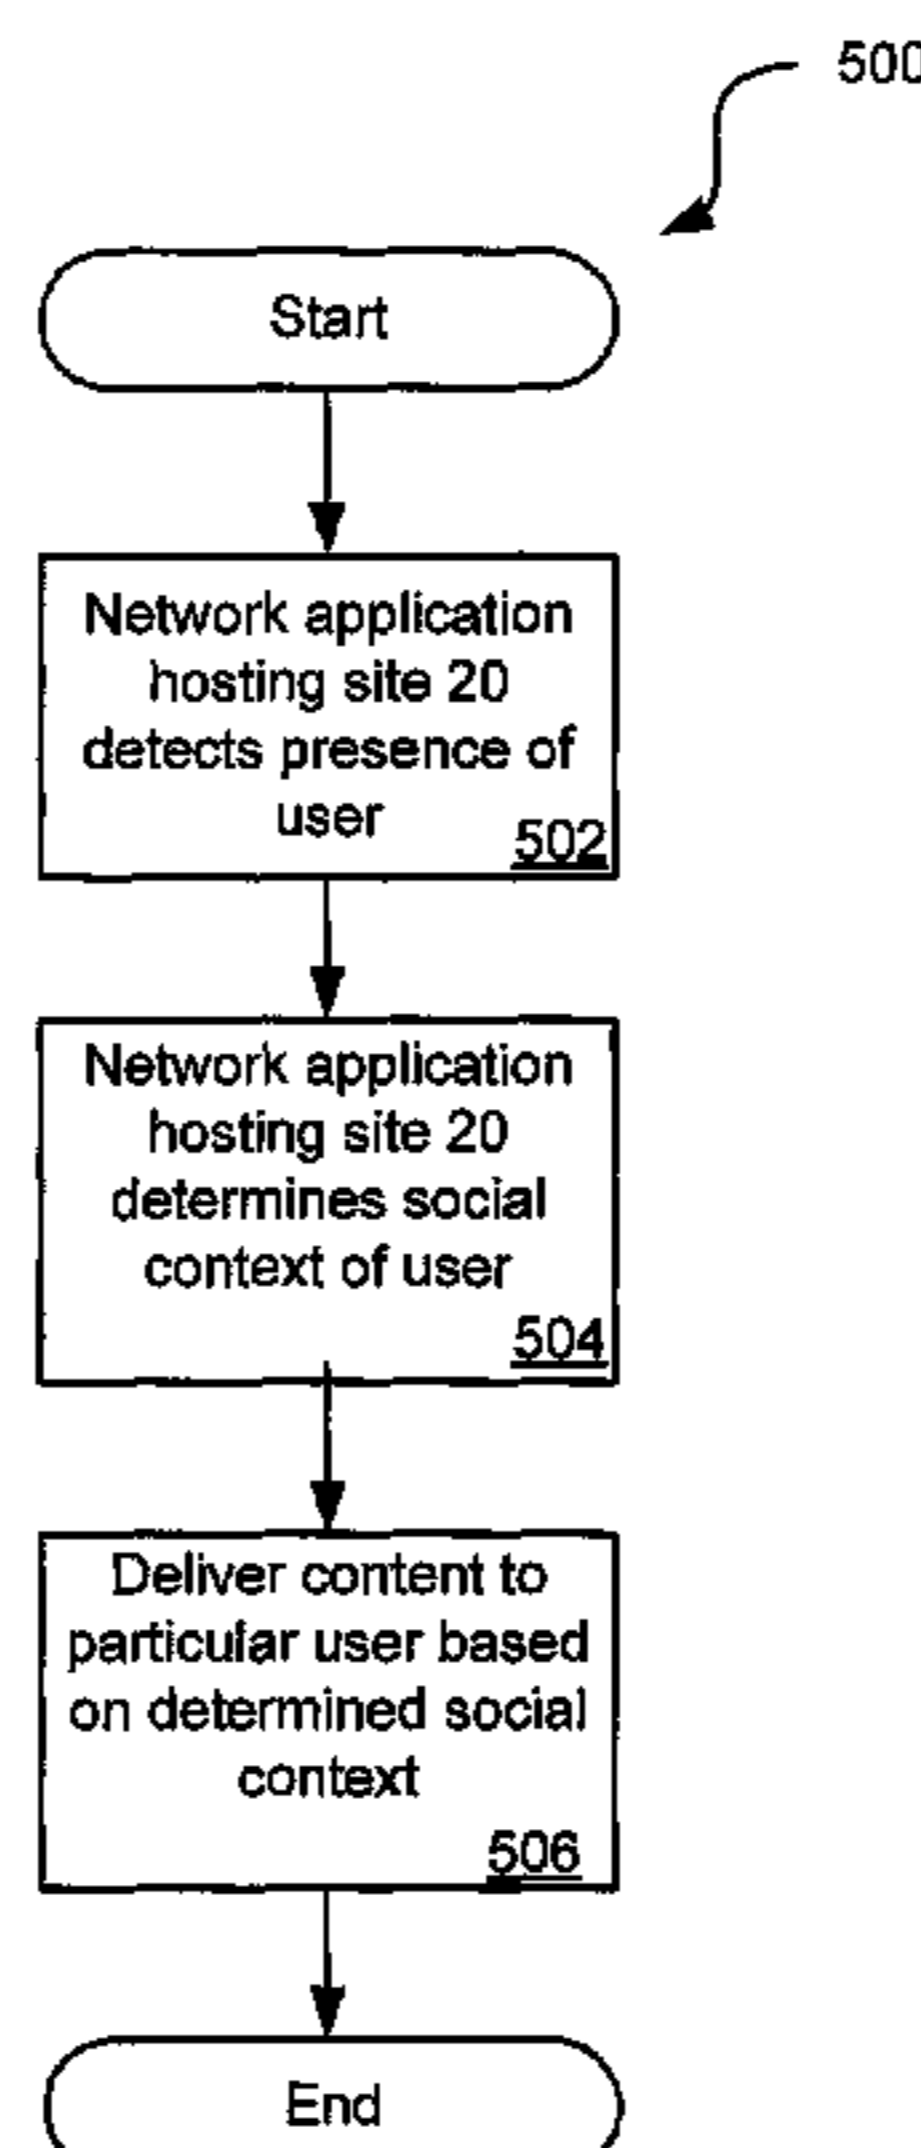 500
Start
Network application
hosting site 20
detects presence of
user
502
Network application
hosting site 20
determines social
context of user
504
Deliver content to
particular user based
on determined social
context
506
End